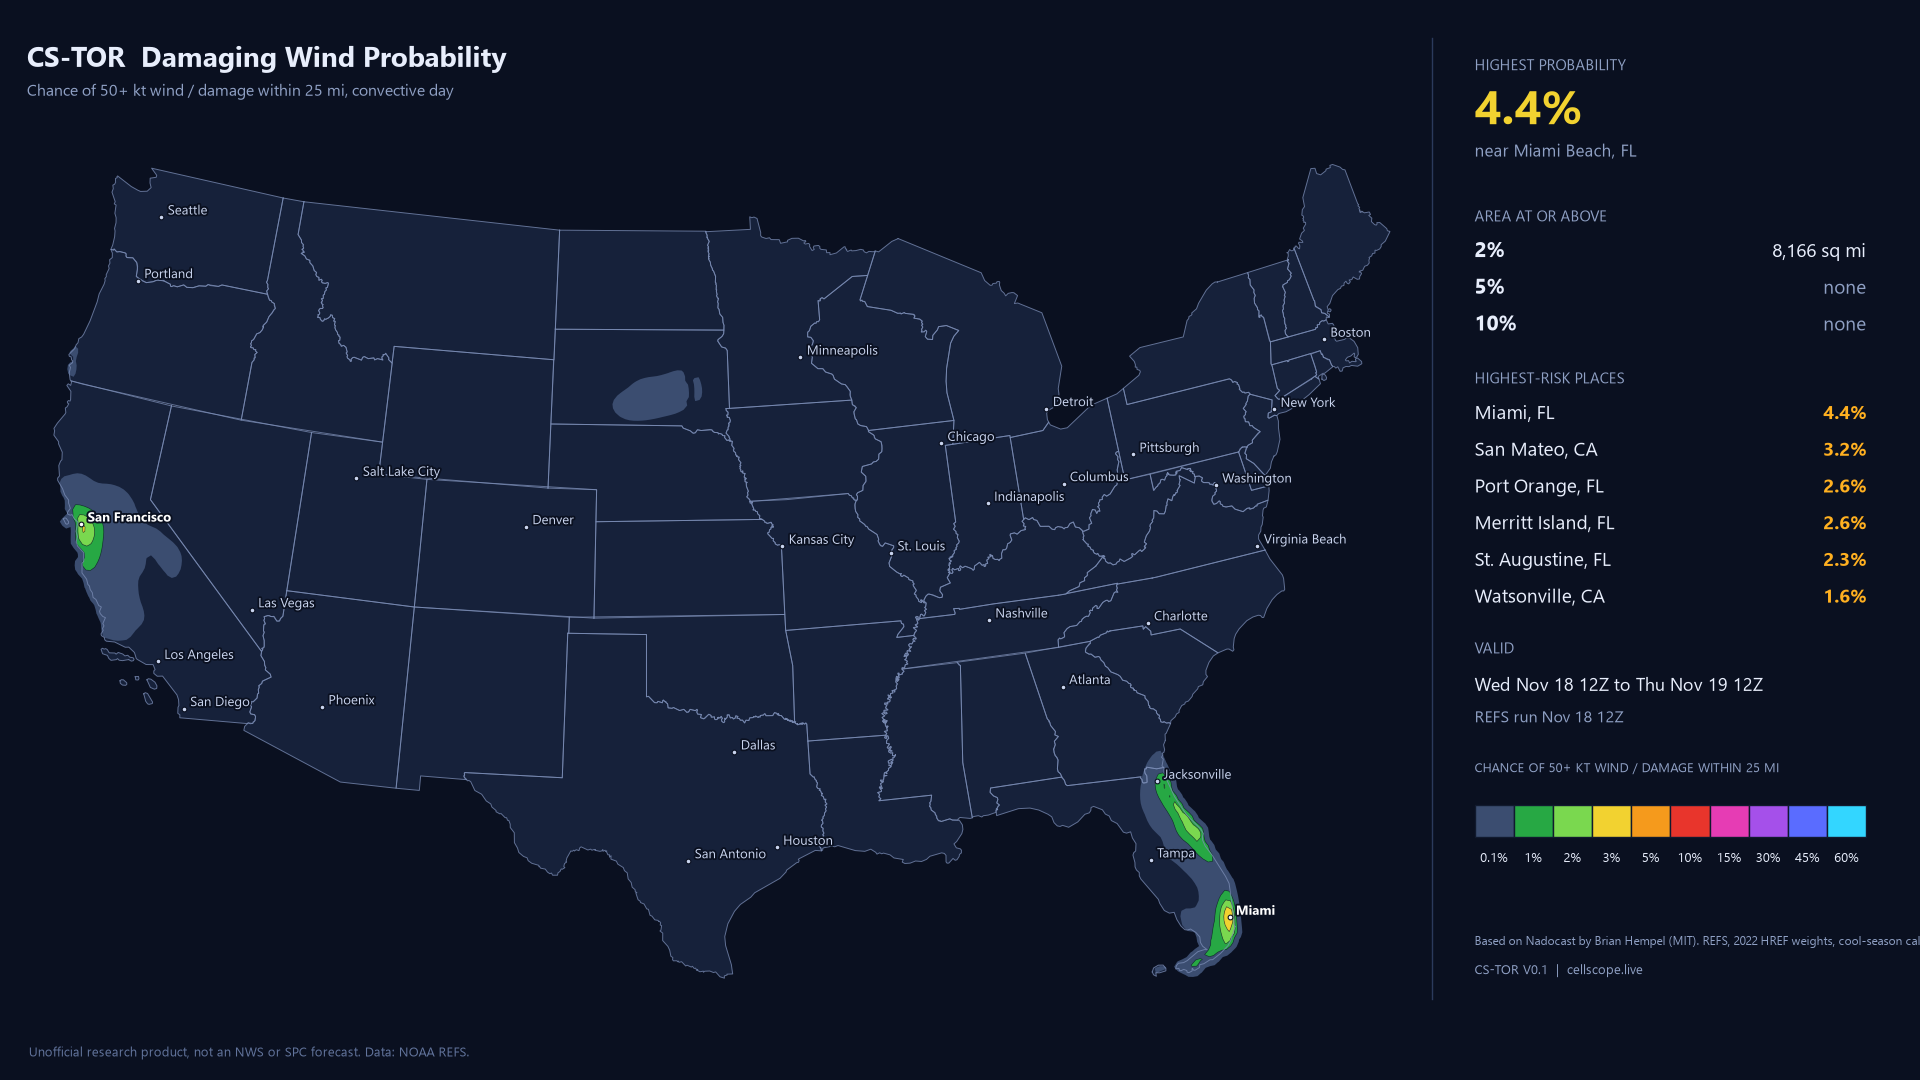 CS-TOR  Damaging Wind Probability
Chance of 50+ kt wind / damage within 25 mi, convective day
Seattle
Portland
Minneapolis
Boston
Detroit
New York
Chicago
Pittsburgh
Salt Lake City
Columbus
Washington
Indianapolis
San Francisco
Denver
Kansas City
St. Louis
Virginia Beach
Las Vegas
Nashville
Charlotte
Los Angeles
Atlanta
San Diego
Phoenix
Dallas
Jacksonville
Houston
San Antonio
Tampa
Miami
HIGHEST PROBABILITY
4.4%
near Miami Beach, FL
AREA AT OR ABOVE
2% 8,166 sq mi
5% none
10% none
HIGHEST-RISK PLACES
Miami, FL 4.4%
San Mateo, CA 3.2%
Port Orange, FL 2.6%
Merritt Island, FL 2.6%
St. Augustine, FL 2.3%
Watsonville, CA 1.6%
VALID
Wed Nov 18 12Z to Thu Nov 19 12Z
REFS run Nov 18 12Z
CHANCE OF 50+ KT WIND / DAMAGE WITHIN 25 MI
0.1% 1% 2% 3% 5% 10% 15% 30% 45% 60%
Based on Nadocast by Brian Hempel (MIT). REFS, 2022 HREF weights, cool-season cal
CS-TOR V0.1 | cellscope.live
Unofficial research product, not an NWS or SPC forecast. Data: NOAA REFS.